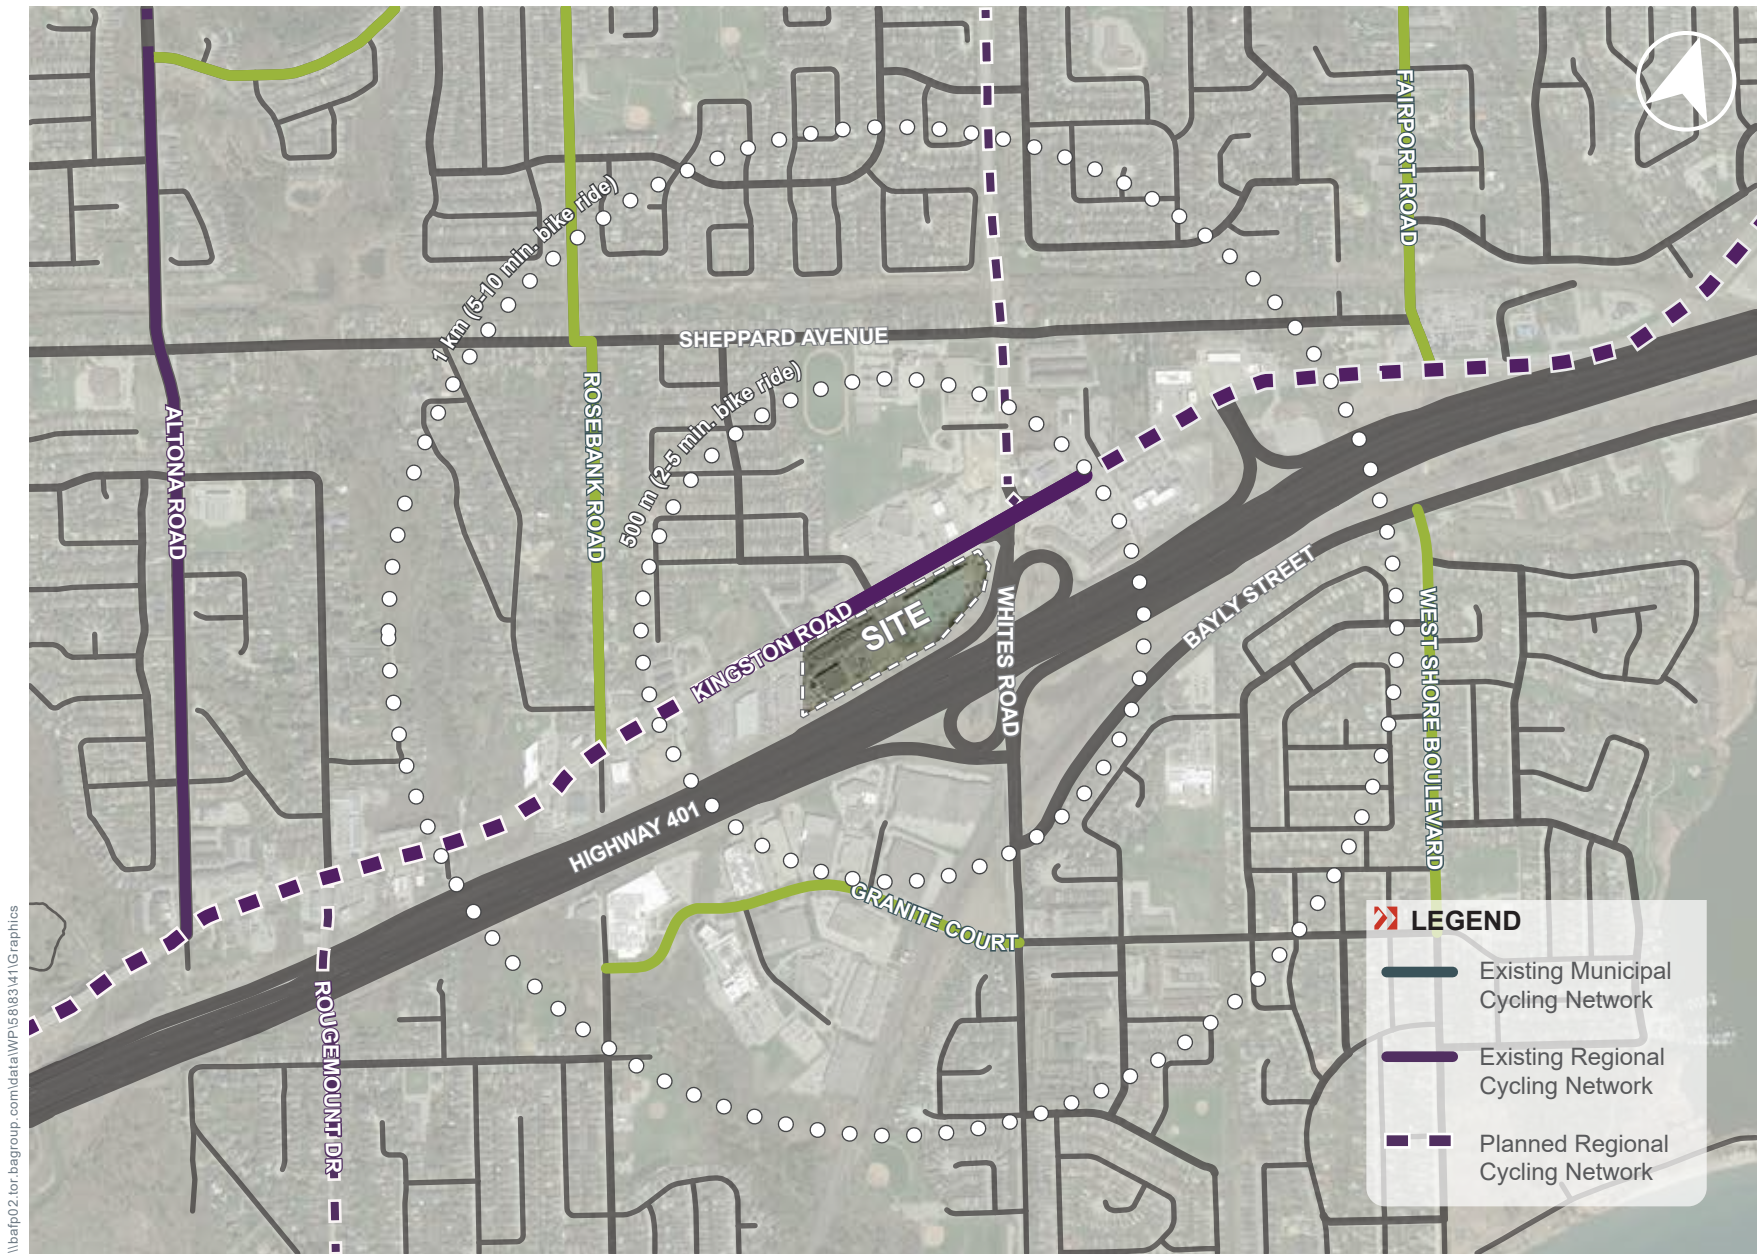 FAIRPORT ROAD
1 km (5-10 min. bike ride)
SHEPPARD AVENUE
500 m (2-5 min. bike ride)
ROSEBANK ROAD
ALTONA ROAD
SITE
KINGSTON ROAD
WHITES ROAD
BAYLY STREET
WEST SHORE BOULEVARD
HIGHWAY 401
GRANITE COURT
ROUGEMOUNT DR
LEGEND
Existing Municipal
Cycling Network
Existing Regional
Cycling Network
Planned Regional
Cycling Network
\\bafp02.tor.bagroup.com\data\WP\58\83\41\Graphics